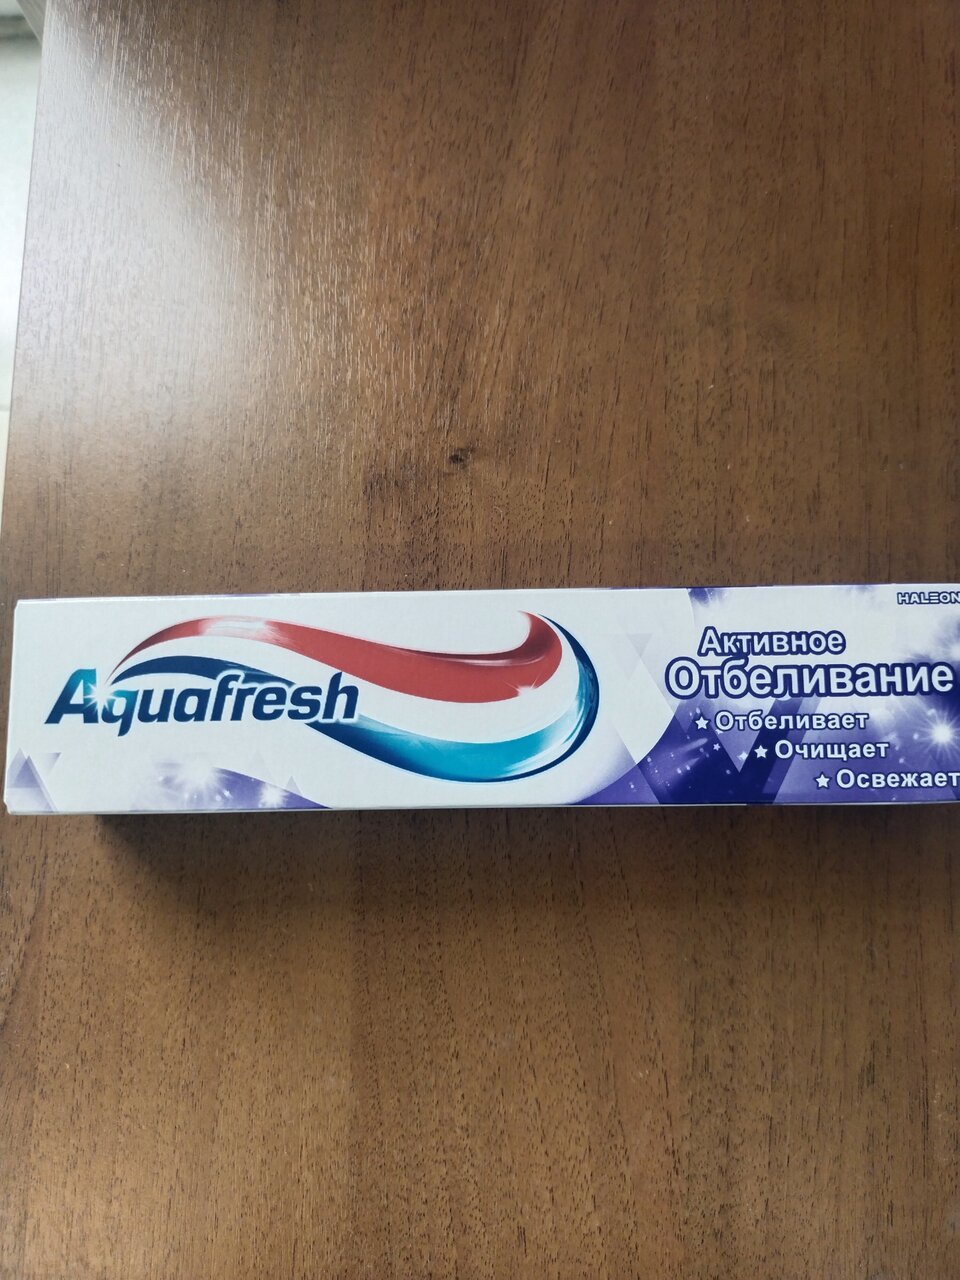 HALEON
Aquafresh
Активное
Отбеливание
Отбеливает
Очищает
Освежает